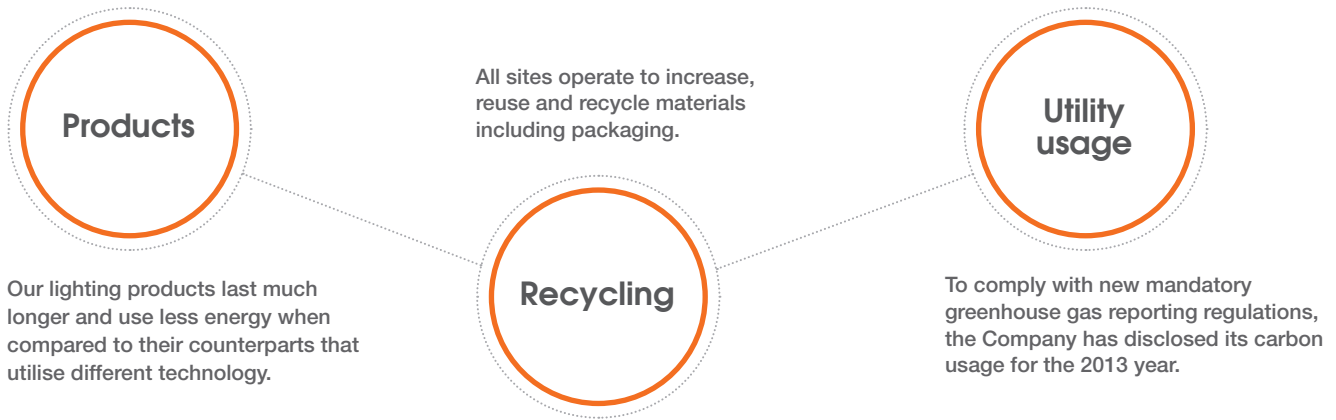 Products
Our lighting products last much
longer and use less energy when
compared to their counterparts that
utilise different technology.
All sites operate to increase,
reuse and recycle materials
including packaging.
Recycling
Utility
usage
To comply with new mandatory
greenhouse gas reporting regulations,
the Company has disclosed its carbon
usage for the 2013 year.